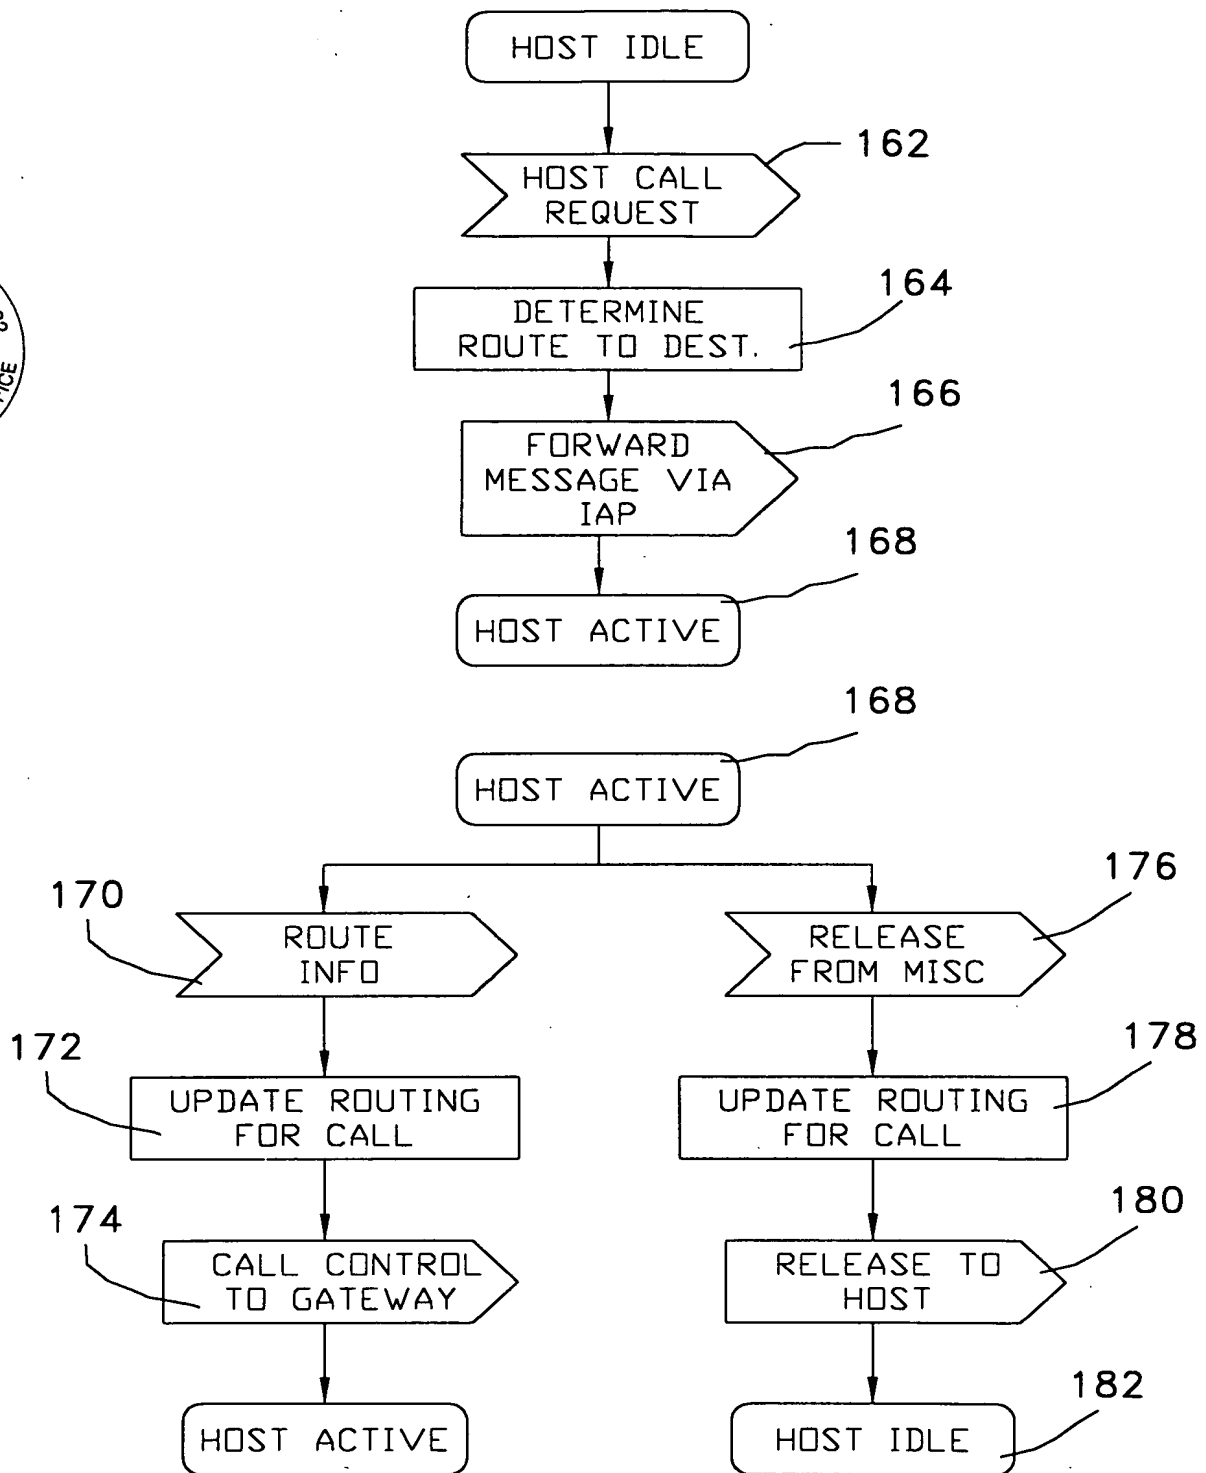 HOST IDLE
162
HOST CALL
REQUEST
164
DETERMINE
ROUTE TO DEST.
166
FORWARD
MESSAGE VIA
IAP
168
HOST ACTIVE
168
HOST ACTIVE
170
ROUTE
INFO
176
RELEASE
FROM MISC
172
UPDATE ROUTING
FOR CALL
178
UPDATE ROUTING
FOR CALL
174
CALL CONTROL
TO GATEWAY
180
RELEASE TO
HOST
HOST ACTIVE
182
HOST IDLE